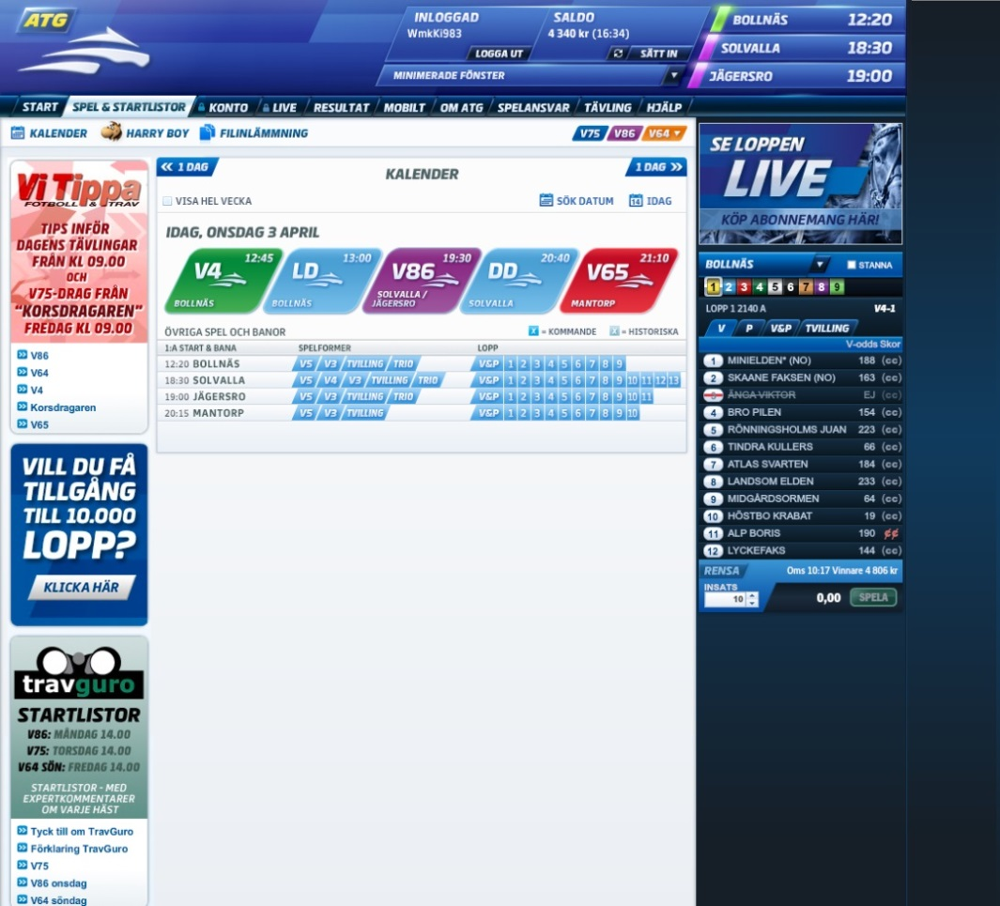 ATG
INLOGGAD
WmkKi983
LOGGA UT
SALDO
4 340 kr (16:34)
SÄTT IN
MINIMERADE FÖNSTER
BOLLNÄS 12:20
SOLVALLA 18:30
JÄGERSRO 19:00
START SPEL & STARTLISTOR KONTO LIVE RESULTAT MOBILT OM ATG SPELANSVAR TÄVLING HJÄLP
KALENDER HARRY BOY FILINLÄMMNING V75 V86 V64
Vi Tippa
FOTBOLL & TRAV
TIPS INFÖR
DAGENS TÄVLINGAR
FRÅN KL 09.00
OCH
V75-DRAG FRÅN
"KORSDRAGAREN"
FREDAG KL 09.00
V86
V64
V4
Korsdragaren
V65
VILL DU FÅ
TILLGÅNG
TILL 10.000
LOPP?
KLICKA HÄR
travguro
STARTLISTOR
V86: MÅNDAG 14.00
V75: TORSDAG 14.00
V64 SÖN: FREDAG 14.00
STARTLISTOR - MED
EXPERTKOMMENTARER
OM VARJE HÄST
Tyck till om TravGuro
Förklaring TravGuro
V75
V86 onsdag
V64 söndag
1 DAG KALENDER 1 DAG
VISA HEL VECKA SÖK DATUM 14 IDAG
IDAG, ONSDAG 3 APRIL
12:45
V4
BOLLNÄS
13:00
LD
BOLLNÄS
19:30
V86
SOLVALLA /
JÄGERSRO
20:40
DD
SOLVALLA
21:10
V65
MANTORP
ÖVRIGA SPEL OCH BANOR X = KOMMANDE X = HISTORISKA
1:A START & BANA SPELFORMER LOPP
12:20 BOLLNÄS V5 V3 TVILLING TRIO V&P 1 2 3 4 5 6 7 8 9
18:30 SOLVALLA V5 V4 V3 TVILLING TRIO V&P 1 2 3 4 5 6 7 8 9 10 11 12 13
19:00 JÄGERSRO V5 V3 TVILLING TRIO V&P 1 2 3 4 5 6 7 8 9 10 11
20:15 MANTORP V5 V3 TVILLING V&P 1 2 3 4 5 6 7 8 9 10
SE LOPPEN
LIVE
KÖP ABONNEMANG HÄR!
BOLLNÄS STANNA
1 2 3 4 5 6 7 8 9
LOPP 1 2140 A V4-1
V P V&P TVILLING
V-odds Skor
1 MINIELDEN* (NO) 188 (cc)
2 SKAANE FAKSEN (NO) 163 (cc)
3 ÄNGA VIKTOR EJ (cc)
4 BRO PILEN 154 (cc)
5 RÖNNINGSHOLMS JUAN 223 (cc)
6 TINDRA KULLERS 66 (cc)
7 ATLAS SVARTEN 184 (cc)
8 LANDSOM ELDEN 233 (cc)
9 MIDGÅRDSORMEN 64 (cc)
10 HÖSTBO KRABAT 19 (cc)
11 ALP BORIS 190 ¢¢
12 LYCKEFAKS 144 (cc)
RENSA Oms 10:17 Vinnare 4 806 kr
INSATS
10 0,00 SPELA